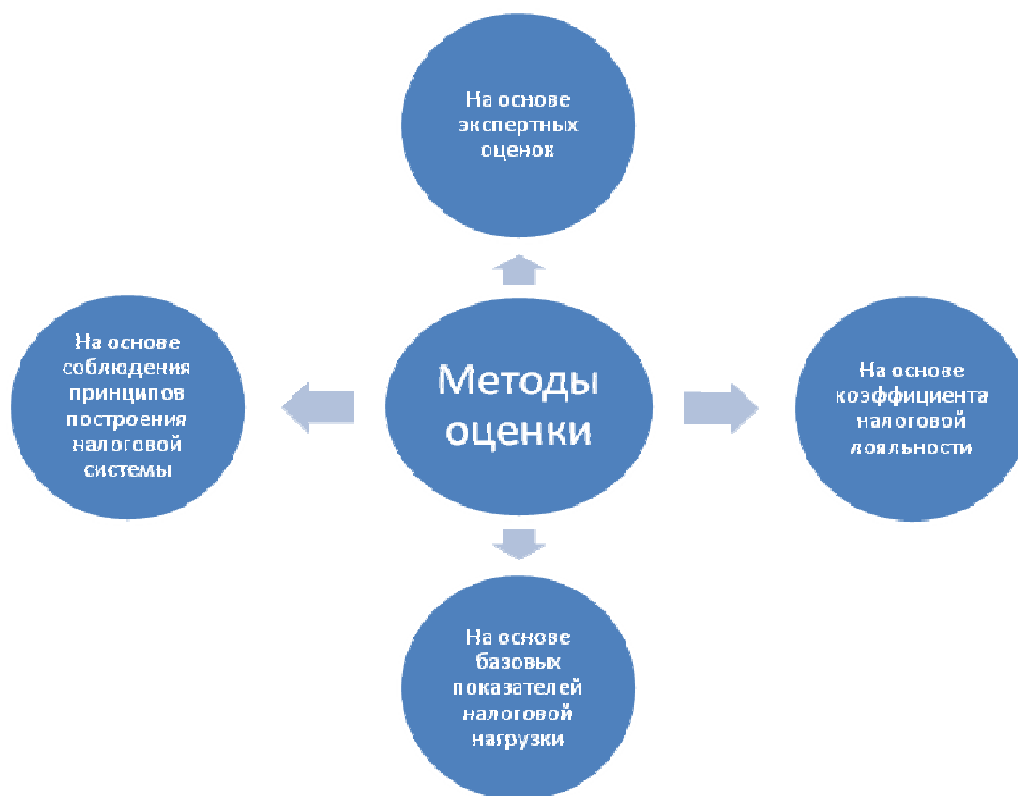 На основе
экспертных
оценок
На основе
соблюдения
принципов
построения
налоговой
системы
Методы
оценки
На основе
коэффициента
налоговой
лояльности
На основе
базовых
показателей
налоговой
нагрузки